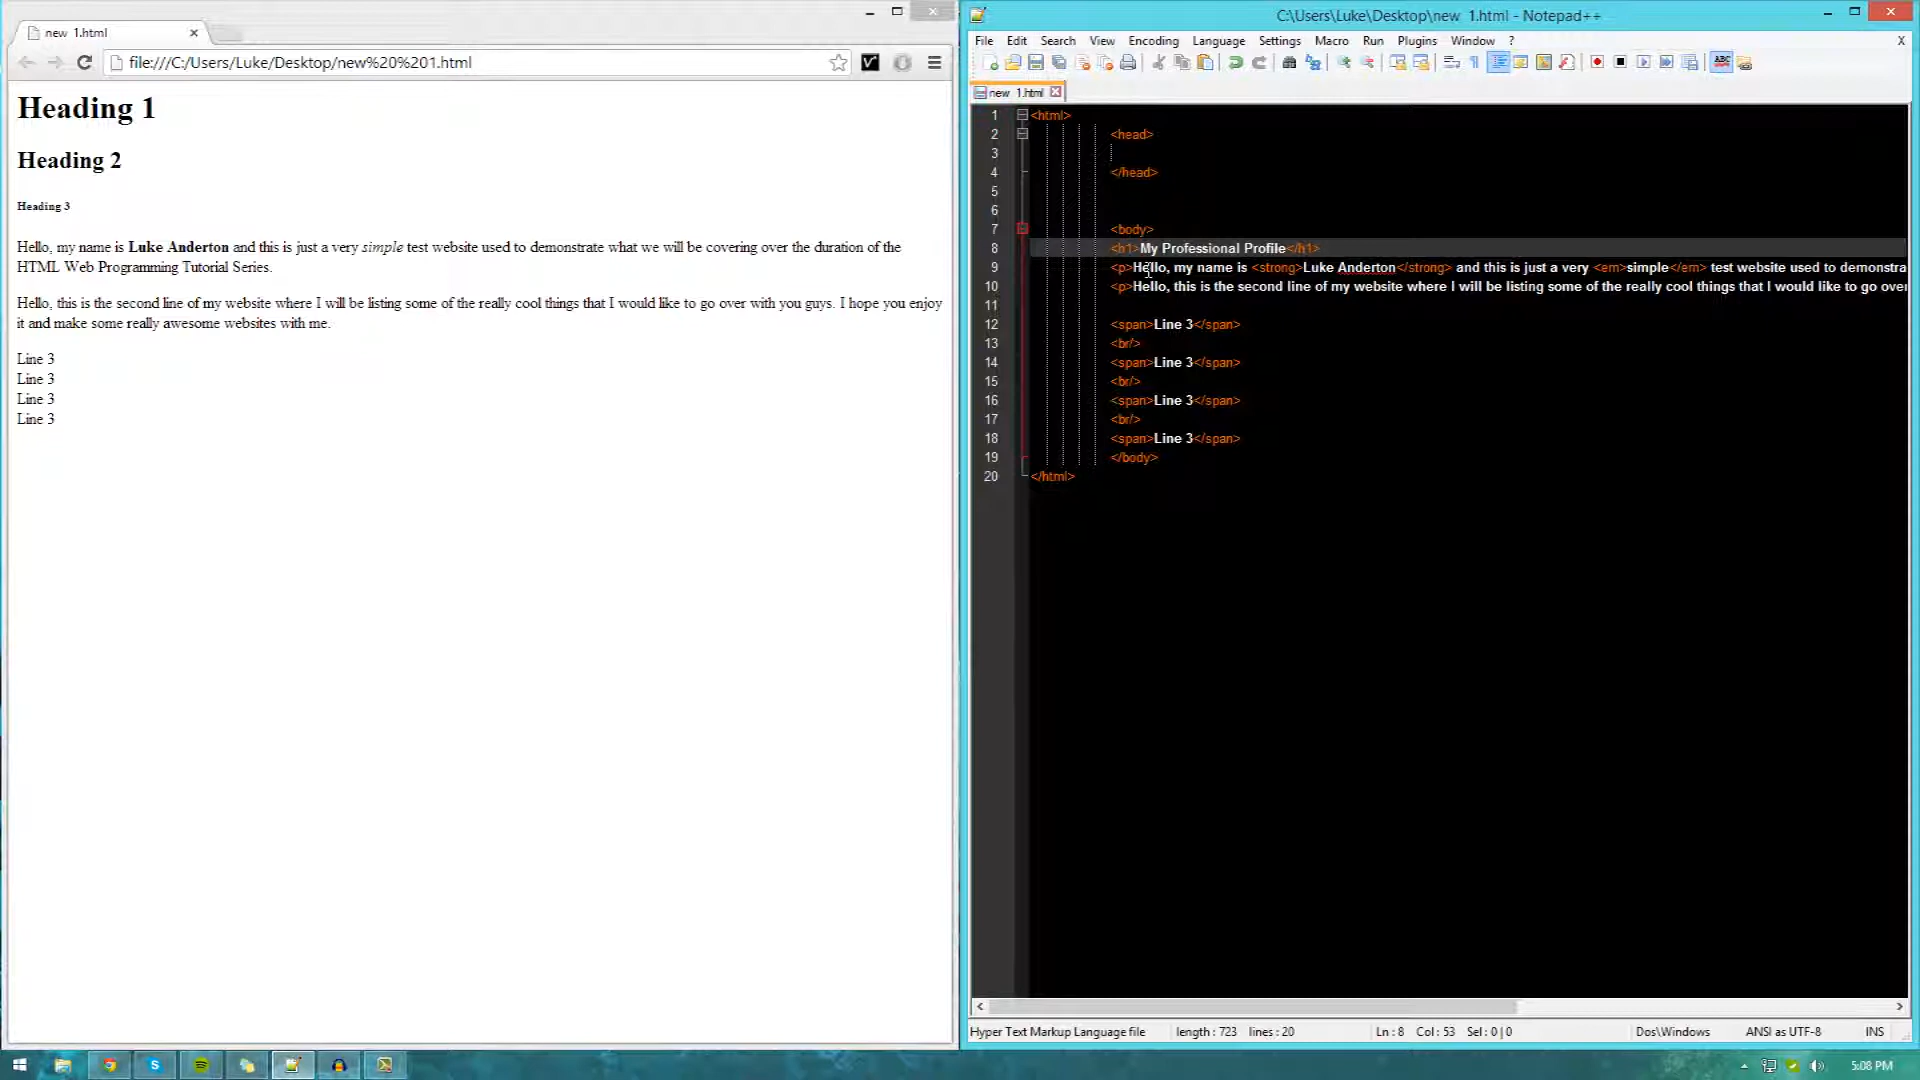 new 1.html
file:///C:/Users/Luke/Desktop/new%20%201.html
Heading 1
Heading 2
Heading 3
Hello, my name is Luke Anderton and this is just a very simple test website used to demonstrate what we will be covering over the duration of the
HTML Web Programming Tutorial Series.
Hello, this is the second line of my website where I will be listing some of the really cool things that I would like to go over with you guys. I hope you enjoy
it and make some really awesome websites with me.
Line 3
Line 3
Line 3
Line 3
C:\Users\Luke\Desktop\new 1.html - Notepad++
File Edit Search View Encoding Language Settings Macro Run Plugins Window ? X
new 1.html
1 <html>
2 <head>
3
4 </head>
5
6
7 <body>
8 <h1>My Professional Profile</h1>
9 <p>Hello, my name is <strong>Luke Anderton</strong> and this is just a very <em>simple</em> test website used to demonstra
10 <p>Hello, this is the second line of my website where I will be listing some of the really cool things that I would like to go over
11
12 <span>Line 3</span>
13 <br/>
14 <span>Line 3</span>
15 <br/>
16 <span>Line 3</span>
17 <br/>
18 <span>Line 3</span>
19 </body>
20 </html>
Hyper Text Markup Language file length : 723 lines : 20 Ln : 8 Col : 53 Sel : 0 | 0 Dos\Windows ANSI as UTF-8 INS
5:08 PM